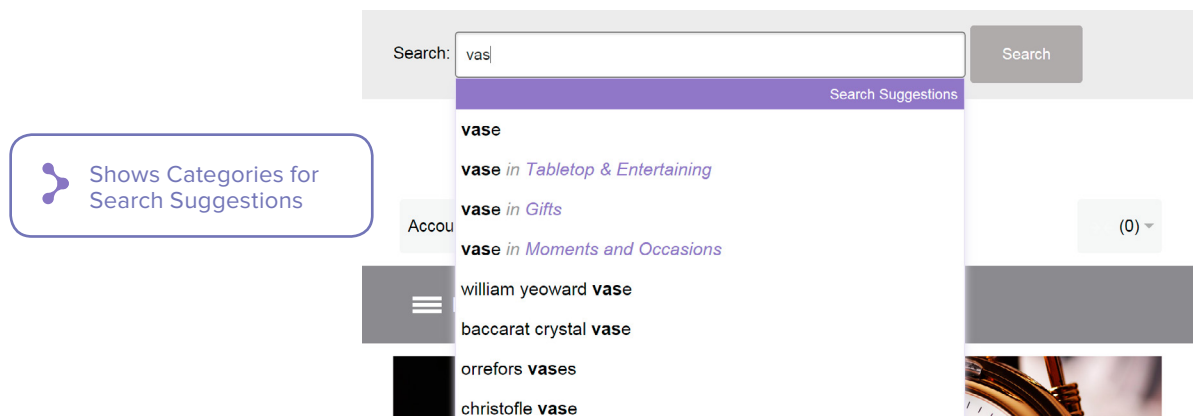 Search: vas Search
Search Suggestions
vase
vase in Tabletop & Entertaining
vase in Gifts
vase in Moments and Occasions
william yeoward vase
baccarat crystal vase
orrefors vases
christofle vase
Shows Categories for
Search Suggestions
Accou
(0)